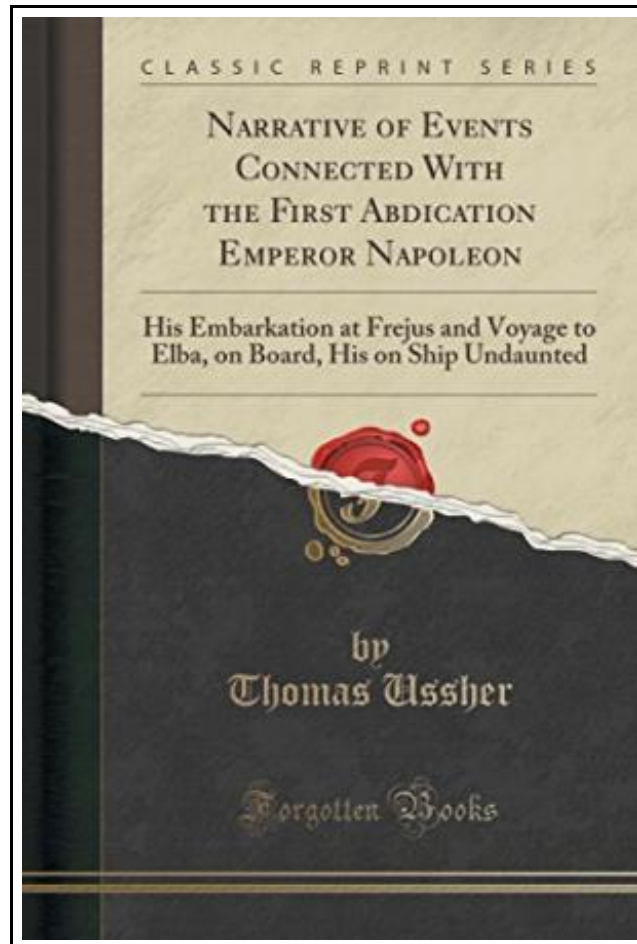 CLASSIC REPRINT SERIES
NARRATIVE OF EVENTS
CONNECTED WITH
THE FIRST ABDICATION
EMPEROR NAPOLEON
His Embarkation at Frejus and Voyage to
Elba, on Board, His on Ship Undaunted
F
by
Thomas Ussher
Forgotten Books